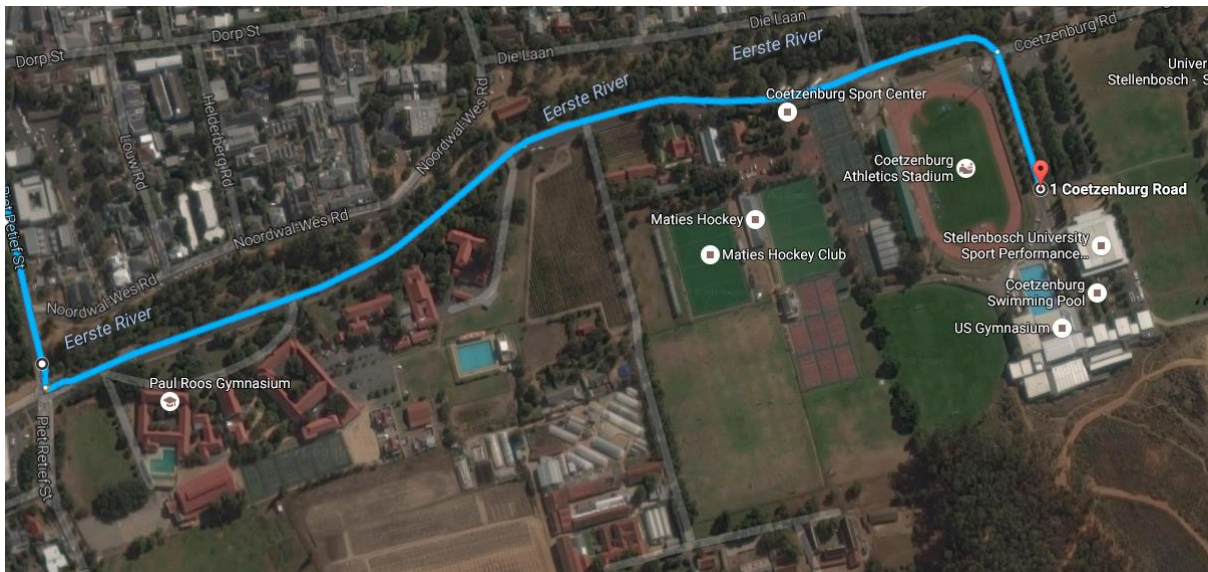 Dorp St
Dorp St
Die Laan
Die Laan
Coetzenburg Rd
Eerste River
Eerste River
Univer
Stellenbosch - S
Helderberg Rd
Louw Rd
Noordwal-Wes Rd
Coetzenburg Sport Center
Coetzenburg
Athletics Stadium
1 Coetzenburg Road
Piet Retief St
Noordwal-Wes Rd
Maties Hockey
Maties Hockey Club
Stellenbosch University
Sport Performance...
Noordwal-Wes Rd
Eerste River
Coetzenburg
Swimming Pool
US Gymnasium
Paul Roos Gymnasium
Piet Retief St